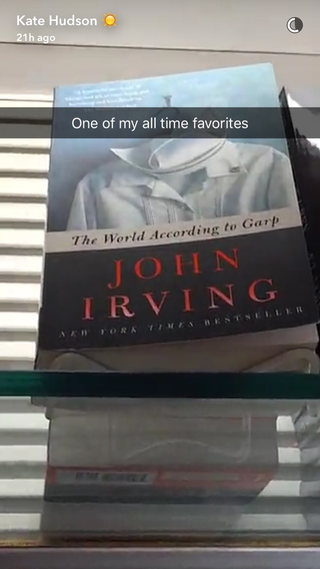 Kate Hudson
21h ago
One of my all time favorites
The World According to Garp
JOHN
IRVING
NEW YORK TIMES BESTSELLER